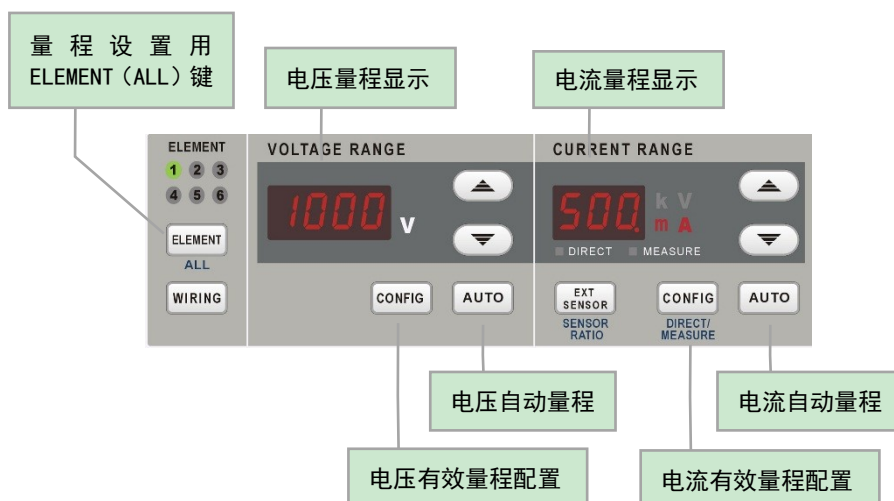 量程设置用
ELEMENT（ALL）键
电压量程显示
电流量程显示
ELEMENT
1 2 3
4 5 6
ELEMENT
ALL
WIRING
VOLTAGE RANGE
1000 V
CONFIG
AUTO
CURRENT RANGE
500. k V
m A
DIRECT MEASURE
EXT
SENSOR
SENSOR
RATIO
CONFIG
DIRECT/
MEASURE
AUTO
电压自动量程
电流自动量程
电压有效量程配置
电流有效量程配置